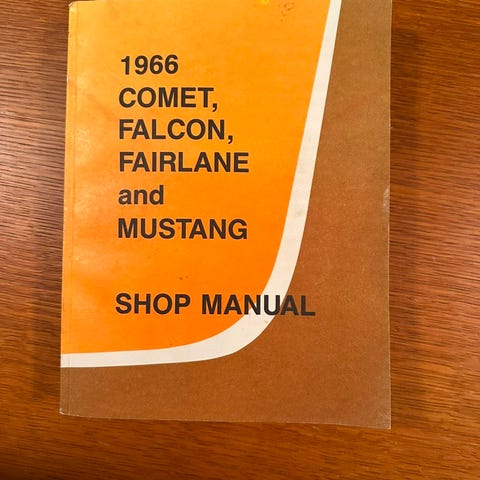 1966
COMET,
FALCON,
FAIRLANE
and
MUSTANG
SHOP MANUAL